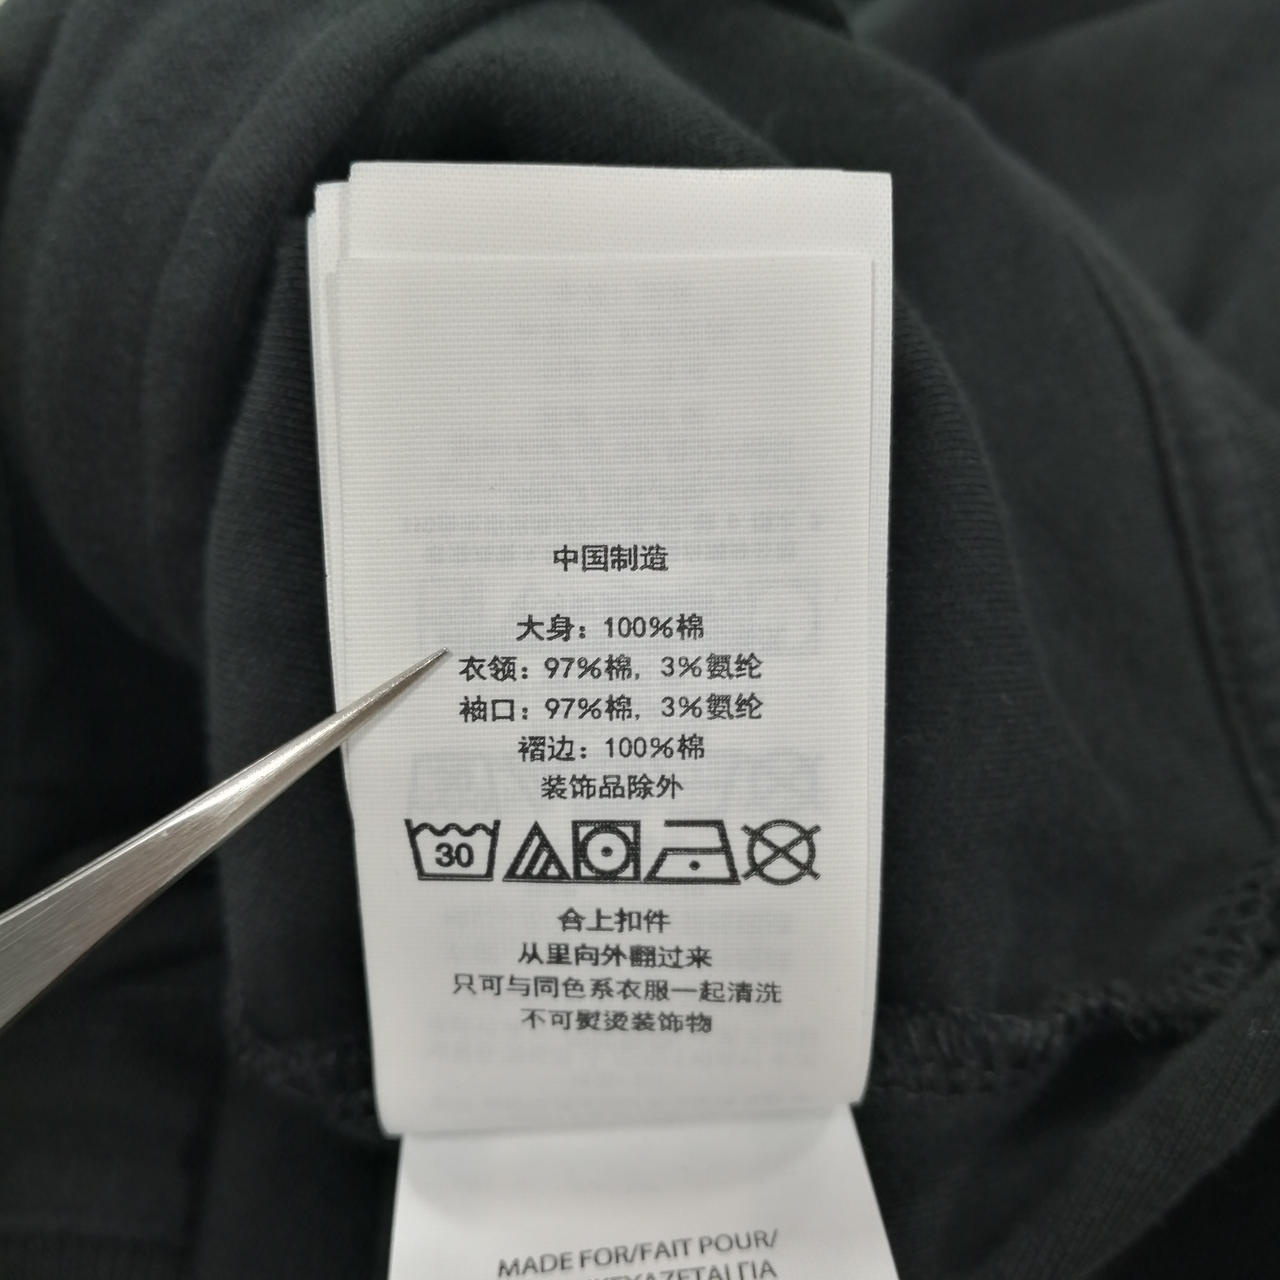 中国制造
大身：100%棉
衣领：97%棉，3%氨纶
袖口：97%棉，3%氨纶
褶边：100%棉
装饰品除外
30
合上扣件
从里向外翻过来
只可与同色系衣服一起清洗
不可熨烫装饰物
MADE FOR/FAIT POUR/